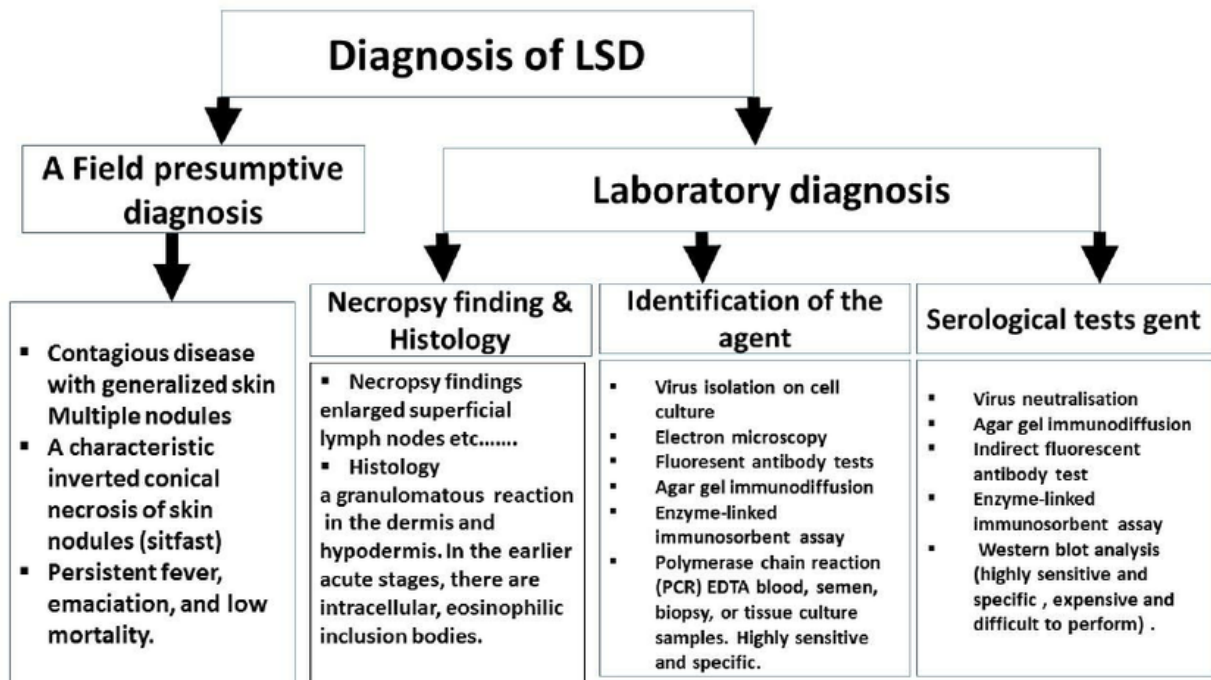 Diagnosis of LSD
A Field presumptive
diagnosis
Laboratory diagnosis
▪ Contagious disease
with generalized skin
Multiple nodules
▪ A characteristic
inverted conical
necrosis of skin
nodules (sitfast)
▪ Persistent fever,
emaciation, and low
mortality.
Necropsy finding &
Histology
▪ Necropsy findings
enlarged superficial
lymph nodes etc.......
▪ Histology
a granulomatous reaction
in the dermis and
hypodermis. In the earlier
acute stages, there are
intracellular, eosinophilic
inclusion bodies.
Identification of the
agent
▪ Virus isolation on cell
culture
▪ Electron microscopy
▪ Fluoresent antibody tests
▪ Agar gel immunodiffusion
▪ Enzyme-linked
immunosorbent assay
▪ Polymerase chain reaction
(PCR) EDTA blood, semen,
biopsy, or tissue culture
samples. Highly sensitive
and specific.
Serological tests gent
▪ Virus neutralisation
▪ Agar gel immunodiffusion
▪ Indirect fluorescent
antibody test
▪ Enzyme-linked
immunosorbent assay
▪ Western blot analysis
(highly sensitive and
specific , expensive and
difficult to perform) .